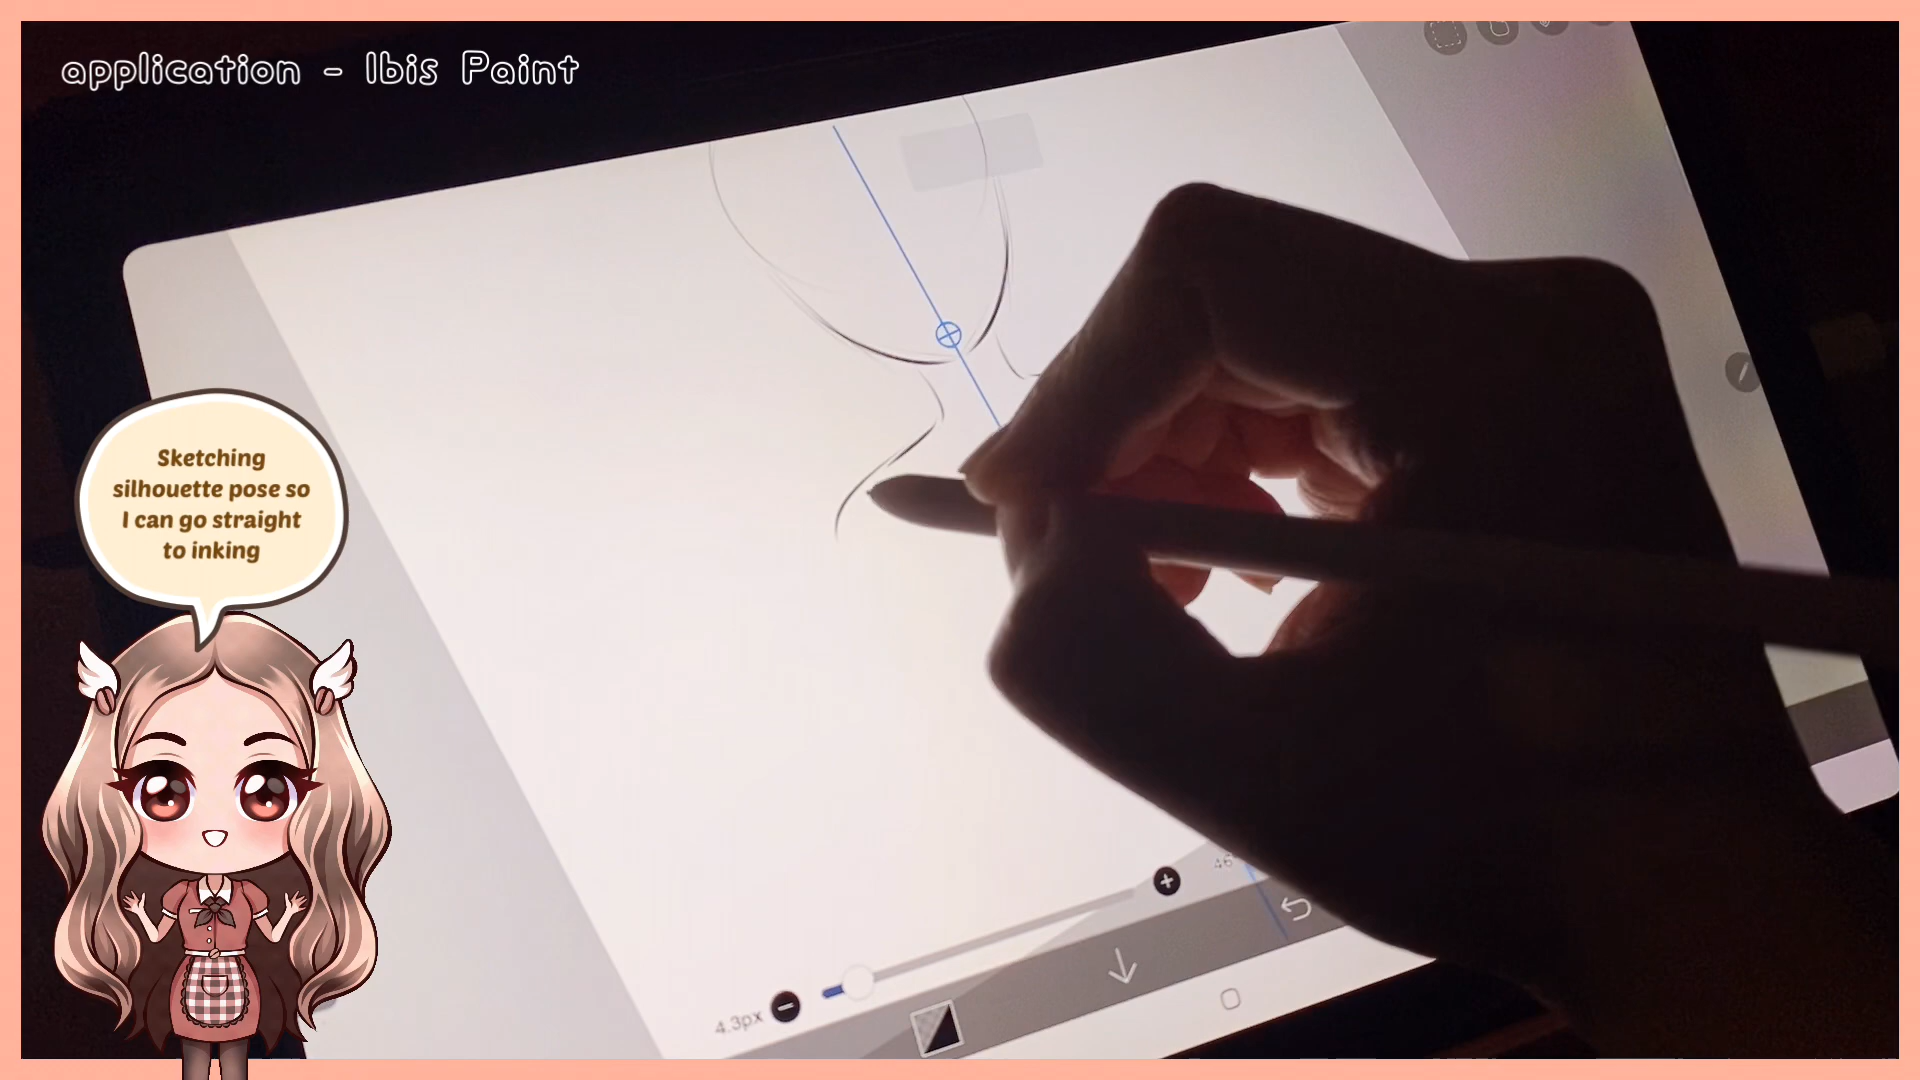 application - Ibis Paint
Sketching
silhouette pose so
I can go straight
to inking
4.3px